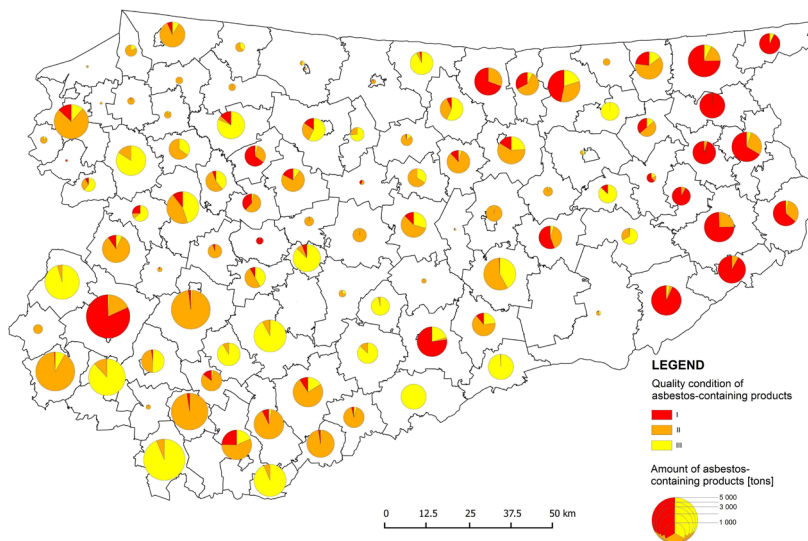 LEGEND
Quality condition of
asbestos-containing products
I
II
III
Amount of asbestos-
containing products [tons]
5 000
3 000
1 000
0 12.5 25 37.5 50 km